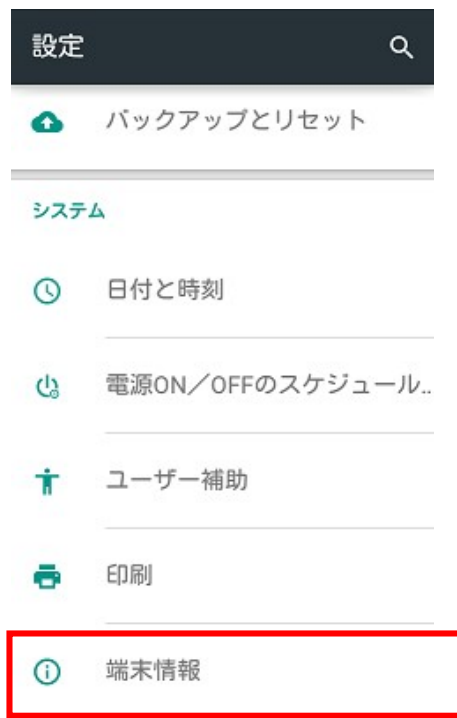 設定
バックアップとリセット
システム
日付と時刻
電源ON／OFFのスケジュール..
ユーザー補助
印刷
端末情報